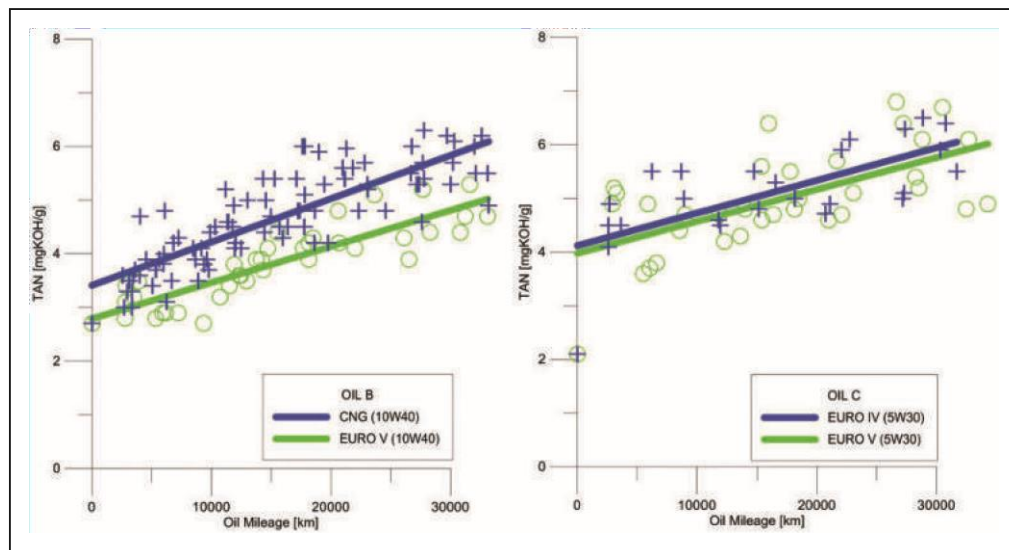 8
6
4
2
0
TAN [mgKOH/g]
OIL B
CNG (10W40)
EURO V (10W40)
0
10000
20000
30000
Oil Mileage [km]
8
6
4
2
0
TAN [mgKOH/g]
OIL C
EURO IV (5W30)
EURO V (5W30)
0
10000
20000
30000
Oil Mileage [km]